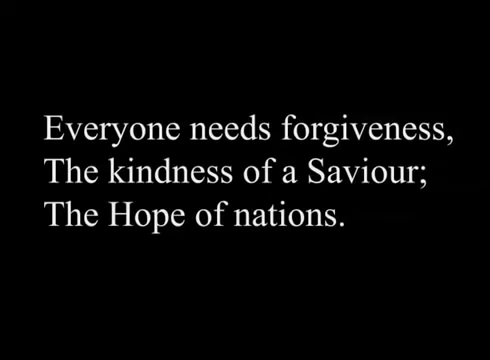 Everyone needs forgiveness,
The kindness of a Saviour;
The Hope of nations.